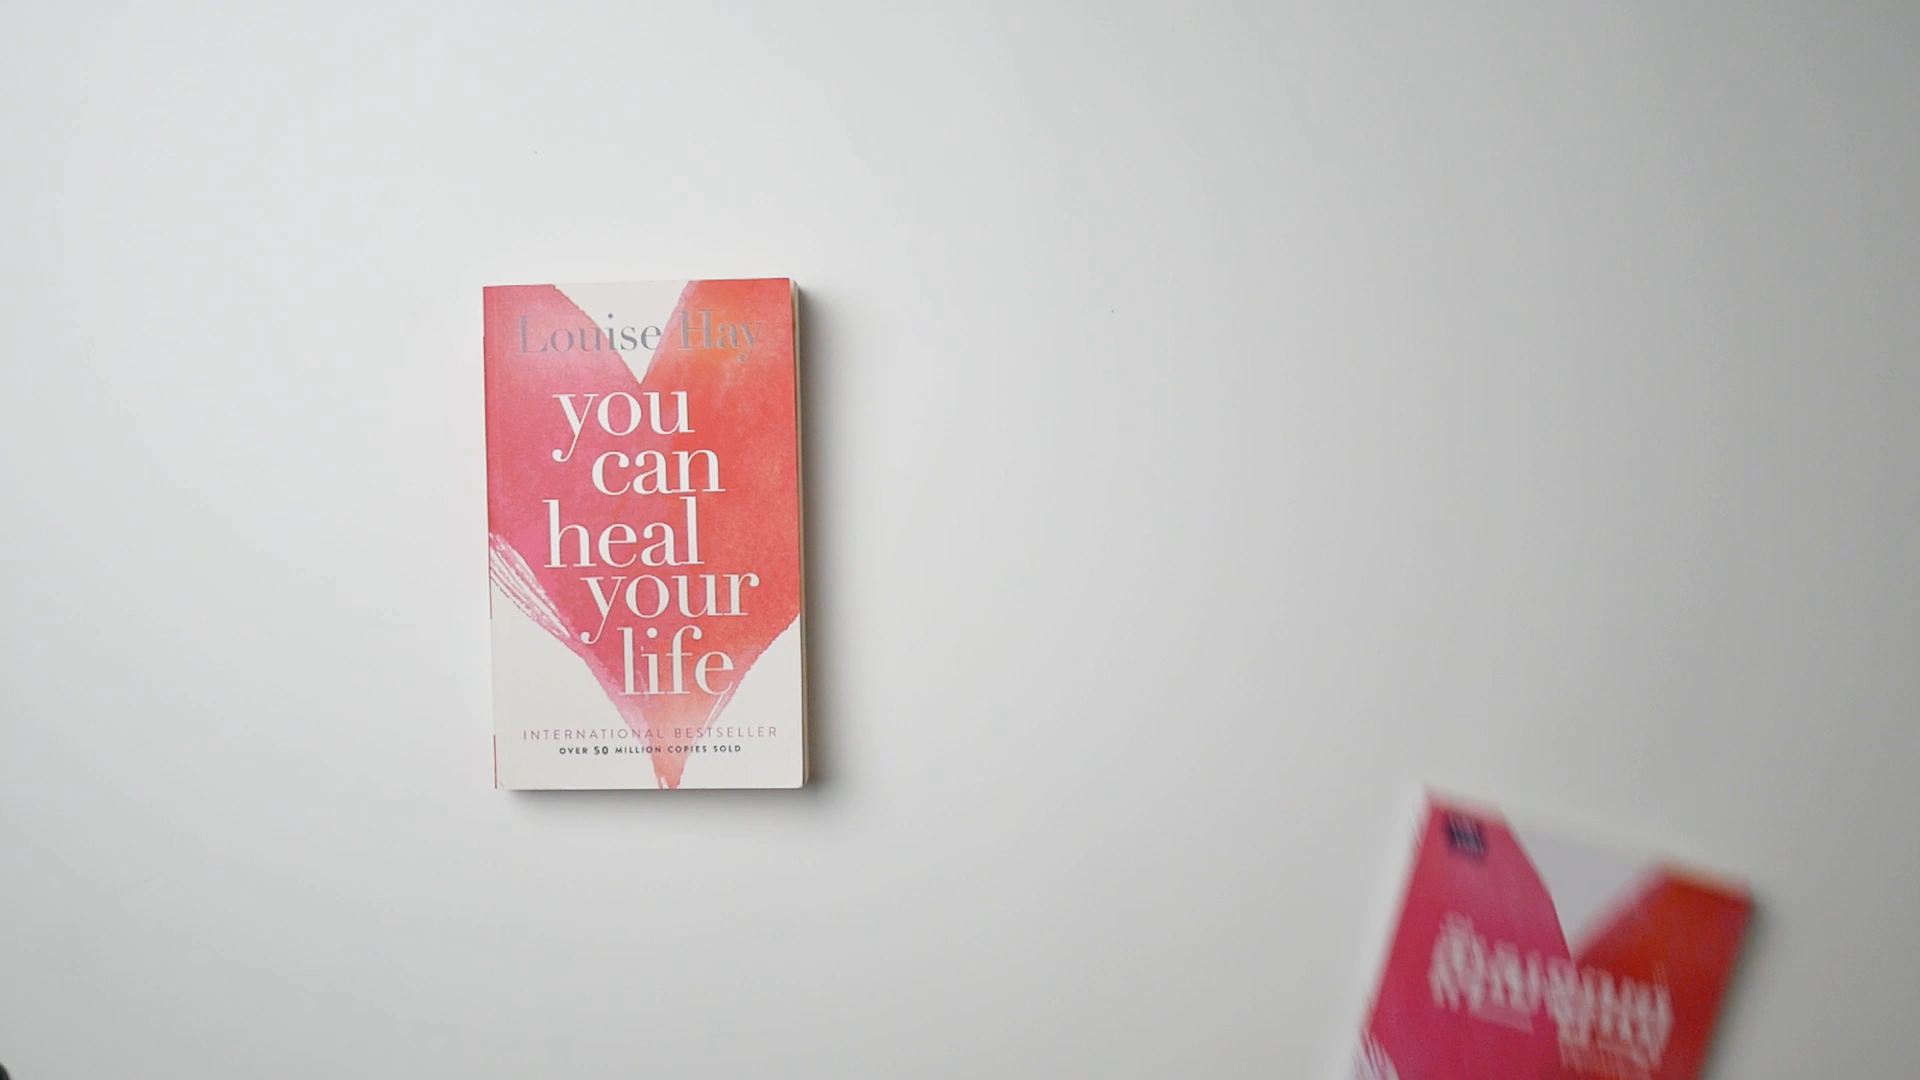 Louise Hay
you
can
heal
your
life
INTERNATIONAL BESTSELLER
OVER 50 MILLION COPIES SOLD